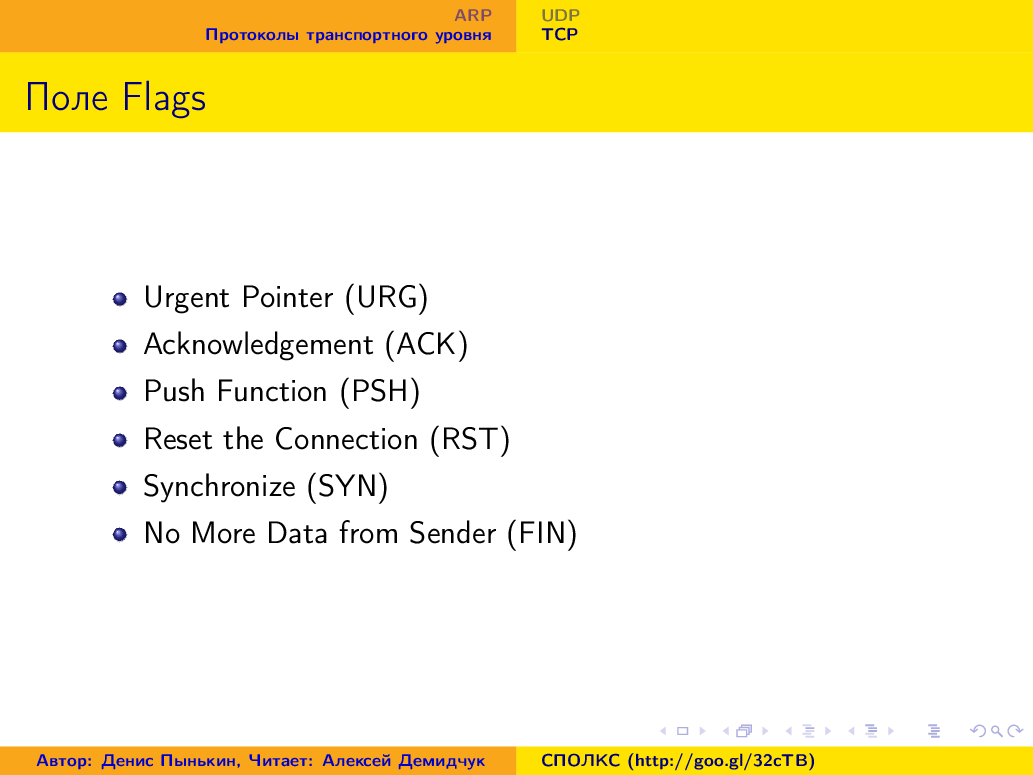 ARP
Протоколы транспортного уровня
UDP
TCP
Поле Flags
Urgent Pointer (URG)
Acknowledgement (ACK)
Push Function (PSH)
Reset the Connection (RST)
Synchronize (SYN)
No More Data from Sender (FIN)
Автор: Денис Пынькин, Читает: Алексей Демидчук
СПОЛКС (http://goo.gl/32cTB)